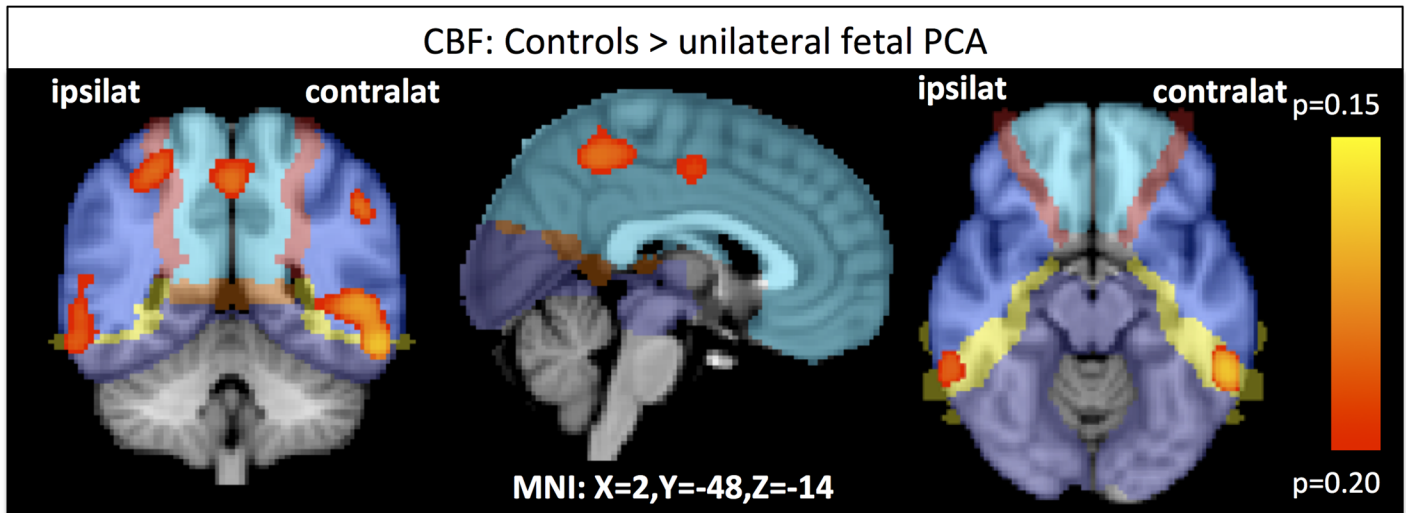 CBF: Controls > unilateral fetal PCA
ipsilat
contralat
ipsilat
contralat
p=0.15
p=0.20
MNI: X=2,Y=-48,Z=-14